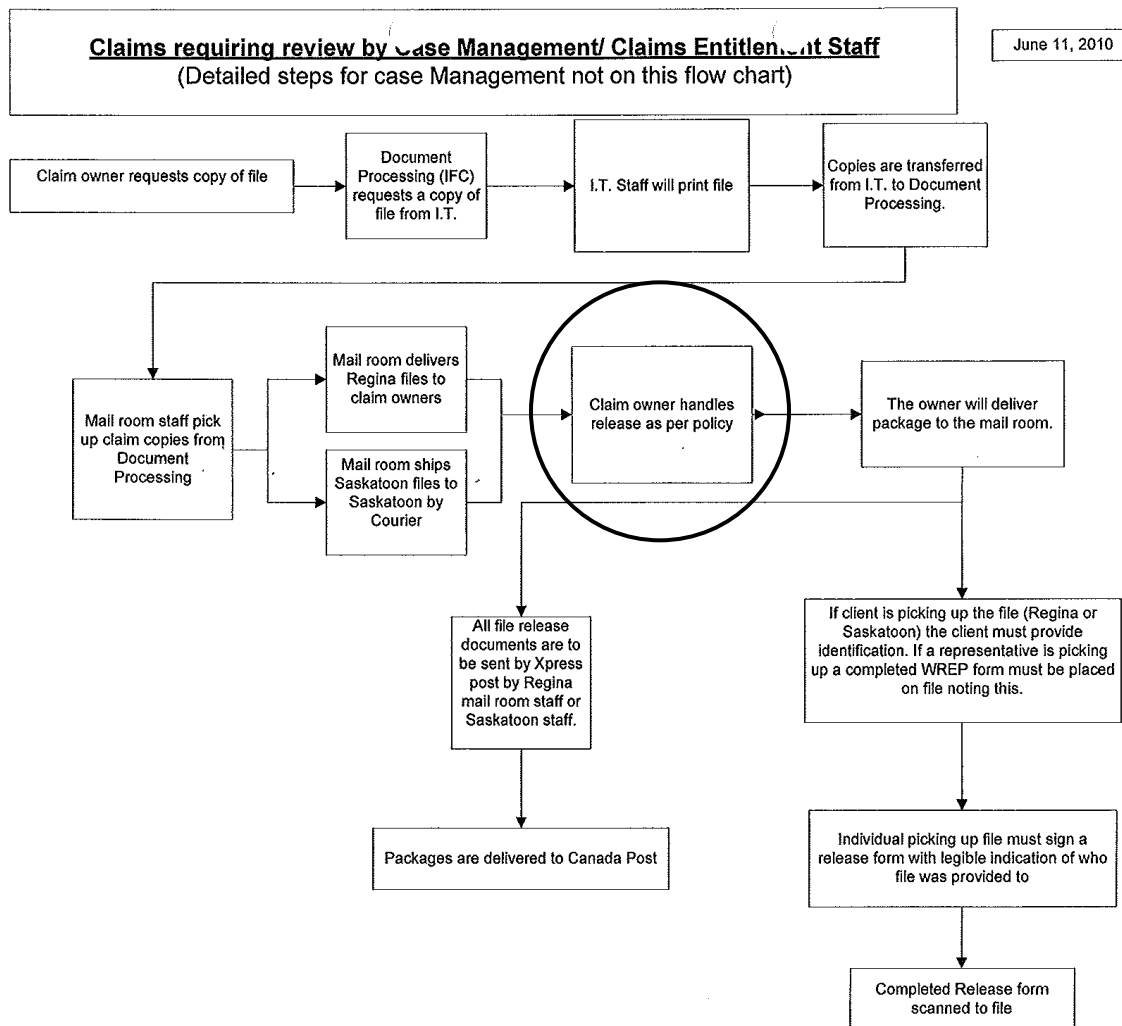 Claims requiring review by Case Management/ Claims Entitlement Staff
(Detailed steps for case Management not on this flow chart)
June 11, 2010
Claim owner requests copy of file
Document
Processing (IFC)
requests a copy of
file from I.T.
I.T. Staff will print file
Copies are transferred
from I.T. to Document
Processing.
Mail room staff pick
up claim copies from
Document
Processing
Mail room delivers
Regina files to
claim owners
Mail room ships
Saskatoon files to
Saskatoon by
Courier
Claim owner handles
release as per policy
The owner will deliver
package to the mail room.
All file release
documents are to
be sent by Xpress
post by Regina
mail room staff or
Saskatoon staff.
Packages are delivered to Canada Post
If client is picking up the file (Regina or
Saskatoon) the client must provide
identification. If a representative is picking
up a completed WREP form must be placed
on file noting this.
Individual picking up file must sign a
release form with legible indication of who
file was provided to
Completed Release form
scanned to file